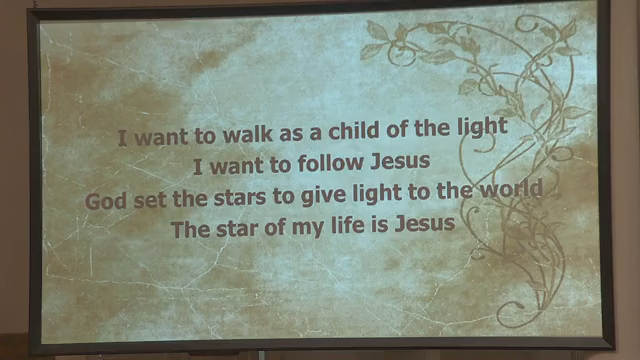 I want to walk as a child of the light
I want to follow Jesus
God set the stars to give light to the world
The star of my life is Jesus